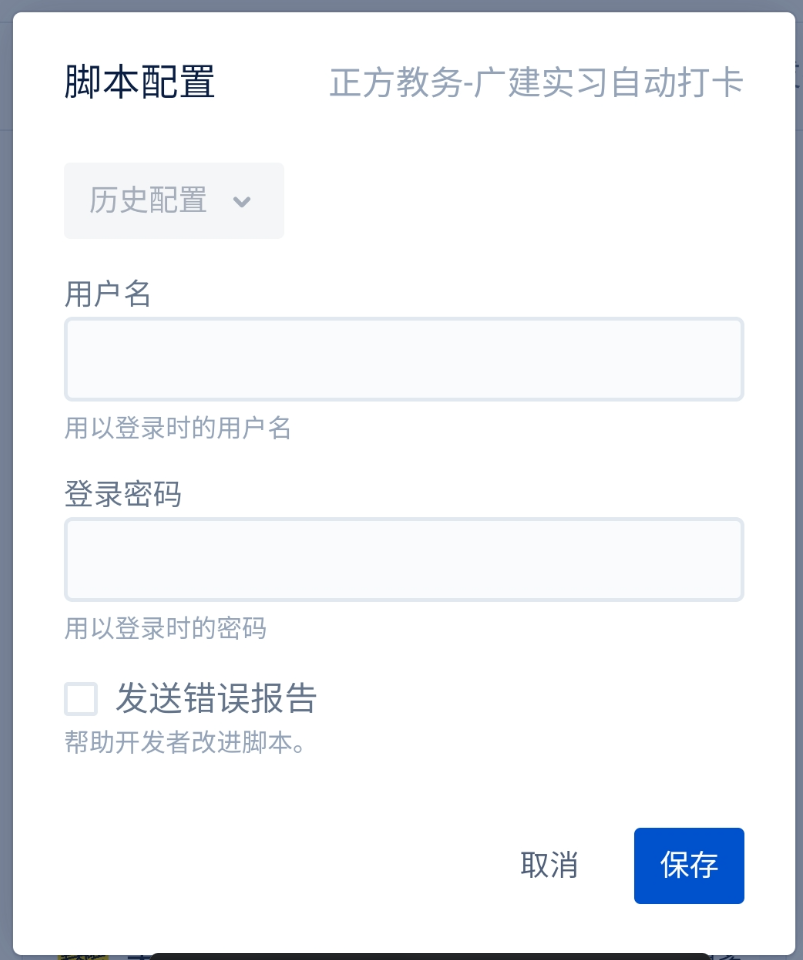 脚本配置 正方教务-广建实习自动打卡
历史配置
用户名
用以登录时的用户名
登录密码
用以登录时的密码
发送错误报告
帮助开发者改进脚本。
取消 保存